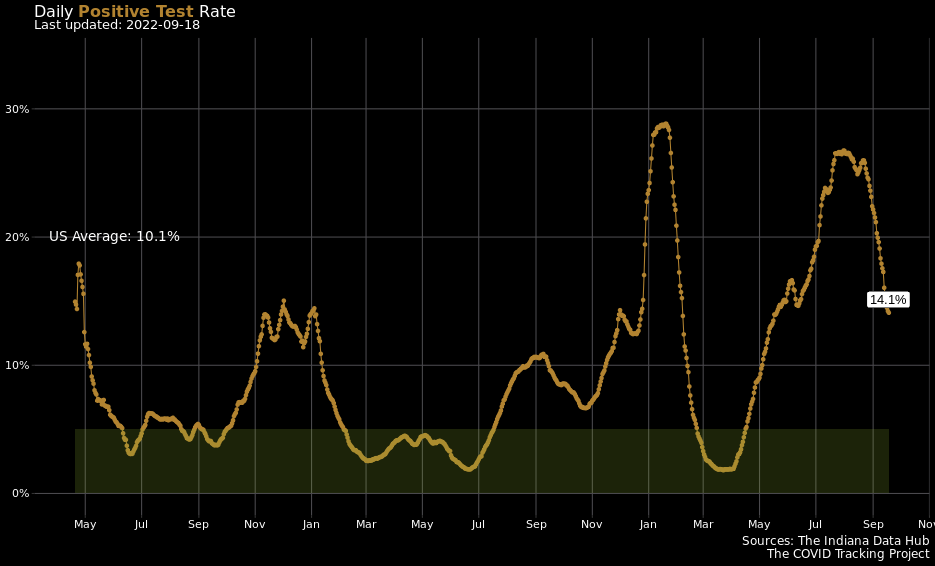 Daily Positive Test Rate
Last updated: 2022-09-18
30%
20%
US Average: 10.1%
14.1%
10%
0%
May Jul Sep Nov Jan Mar May Jul Sep Nov Jan Mar May Jul Sep Nov
Sources: The Indiana Data Hub
The COVID Tracking Project